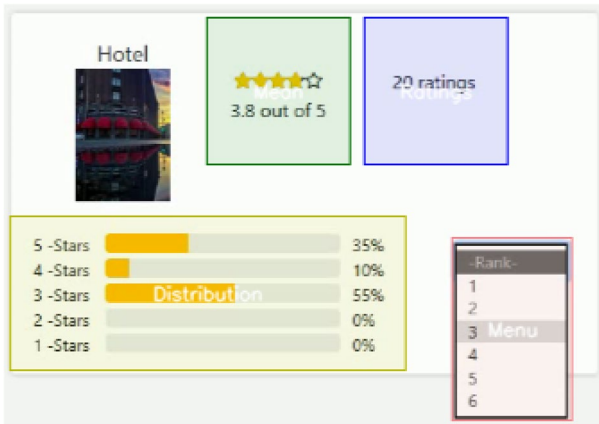 Hotel
Mean
3.8 out of 5
20 ratings
Ratings
5 -Stars 35%
4 -Stars 10%
3 -Stars Distribution 55%
2 -Stars 0%
1 -Stars 0%
-Rank-
1
2
3 Menu
4
5
6